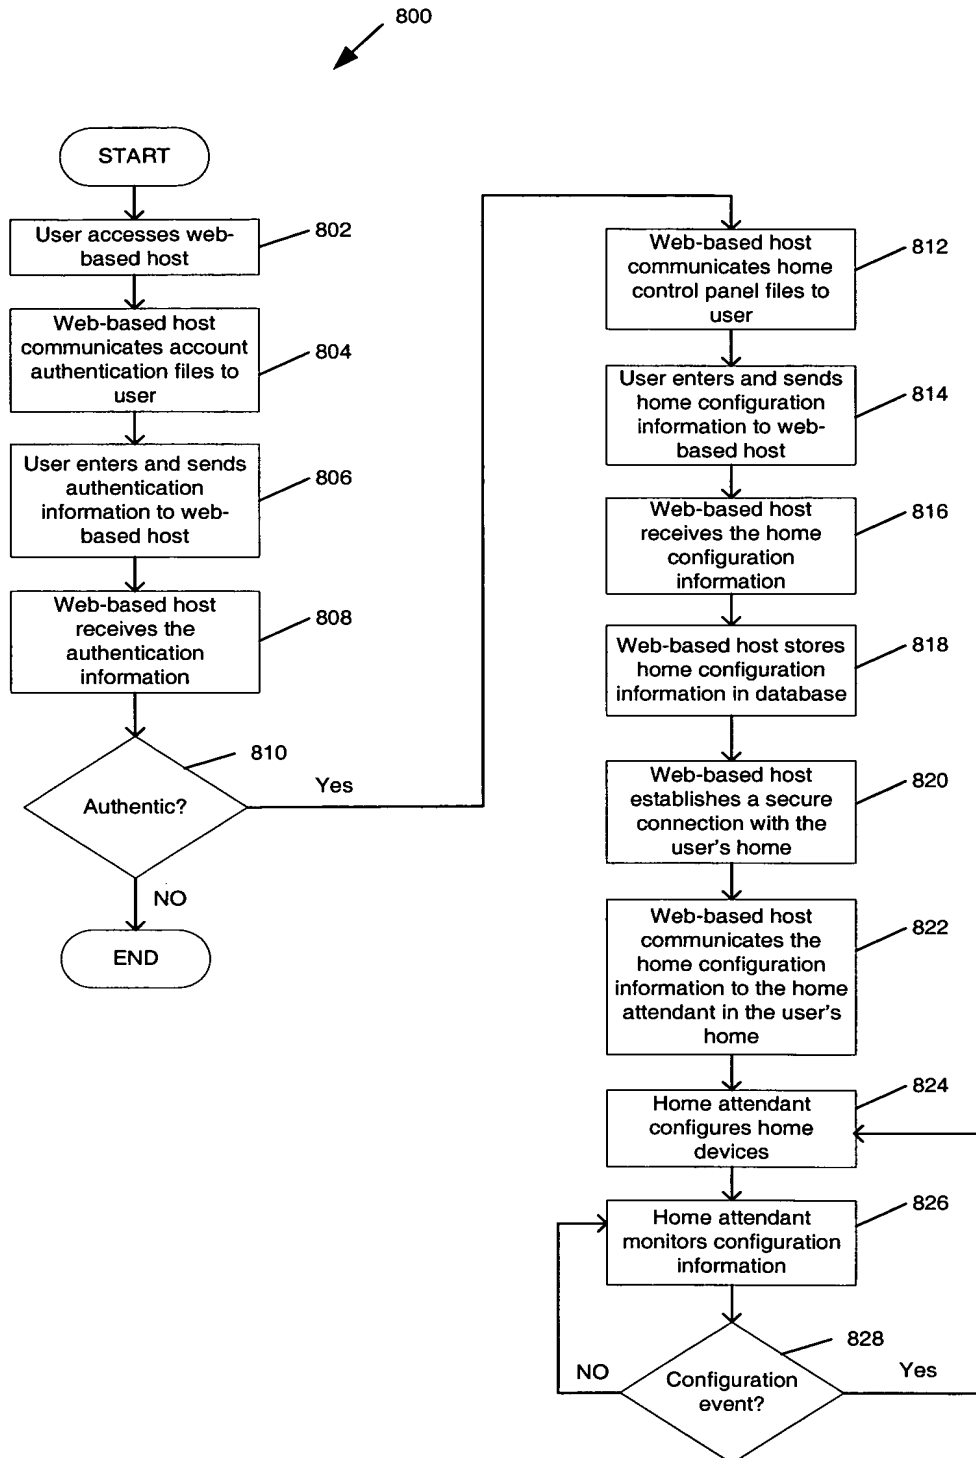 800
START
User accesses web-
based host
802
Web-based host
communicates account
authentication files to
user
804
User enters and sends
authentication
information to web-
based host
806
Web-based host
receives the
authentication
information
808
810
Authentic?
Yes
NO
END
Web-based host
communicates home
control panel files to
user
812
User enters and sends
home configuration
information to web-
based host
814
Web-based host
receives the home
configuration
information
816
Web-based host stores
home configuration
information in database
818
Web-based host
establishes a secure
connection with the
user's home
820
Web-based host
communicates the
home configuration
information to the home
attendant in the user's
home
822
Home attendant
configures home
devices
824
Home attendant
monitors configuration
information
826
828
Configuration
event?
NO
Yes